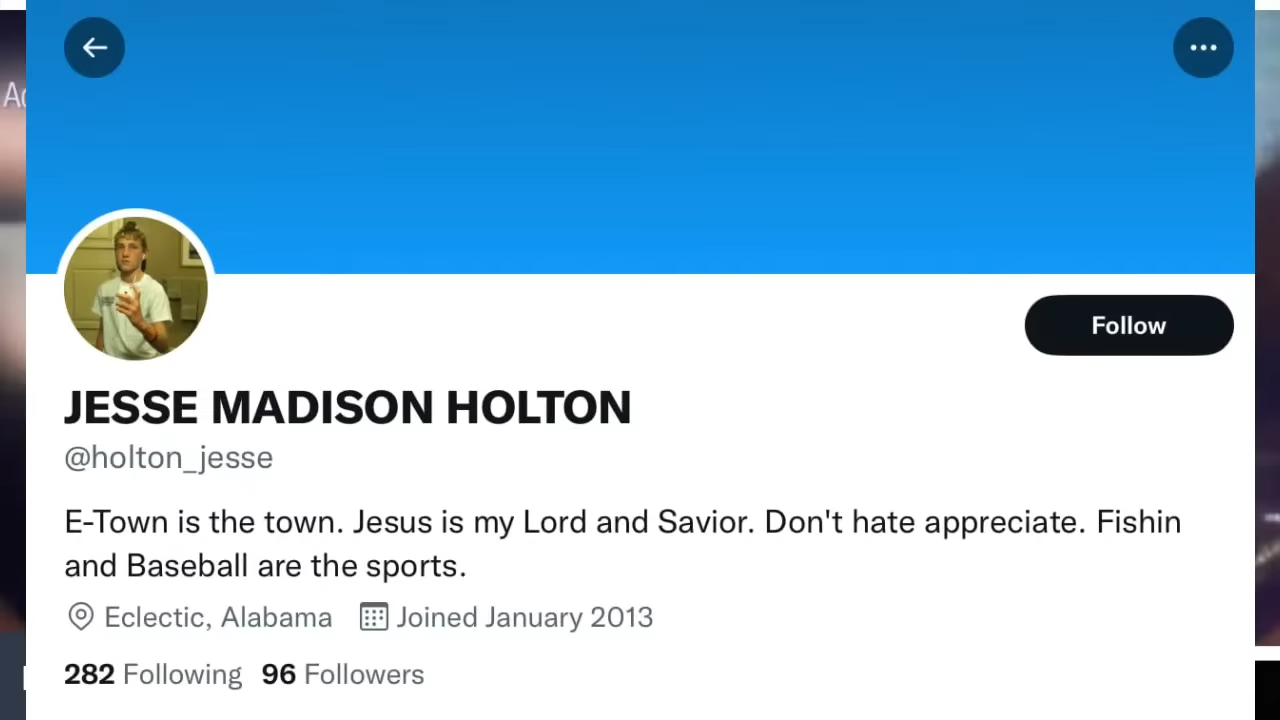 Follow
JESSE MADISON HOLTON
@holton_jesse
E-Town is the town. Jesus is my Lord and Savior. Don't hate appreciate. Fishin
and Baseball are the sports.
Eclectic, Alabama Joined January 2013
282 Following 96 Followers